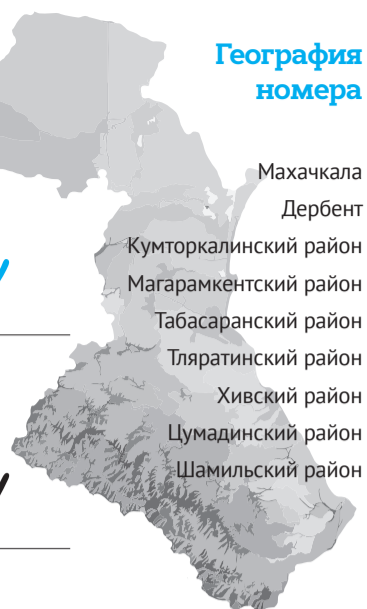 География
номера
Махачкала
Дербент
Кумторкалинский район
Магарамкентский район
Табасаранский район
Тляратинский район
Хивский район
Цумадинский район
Шамильский район